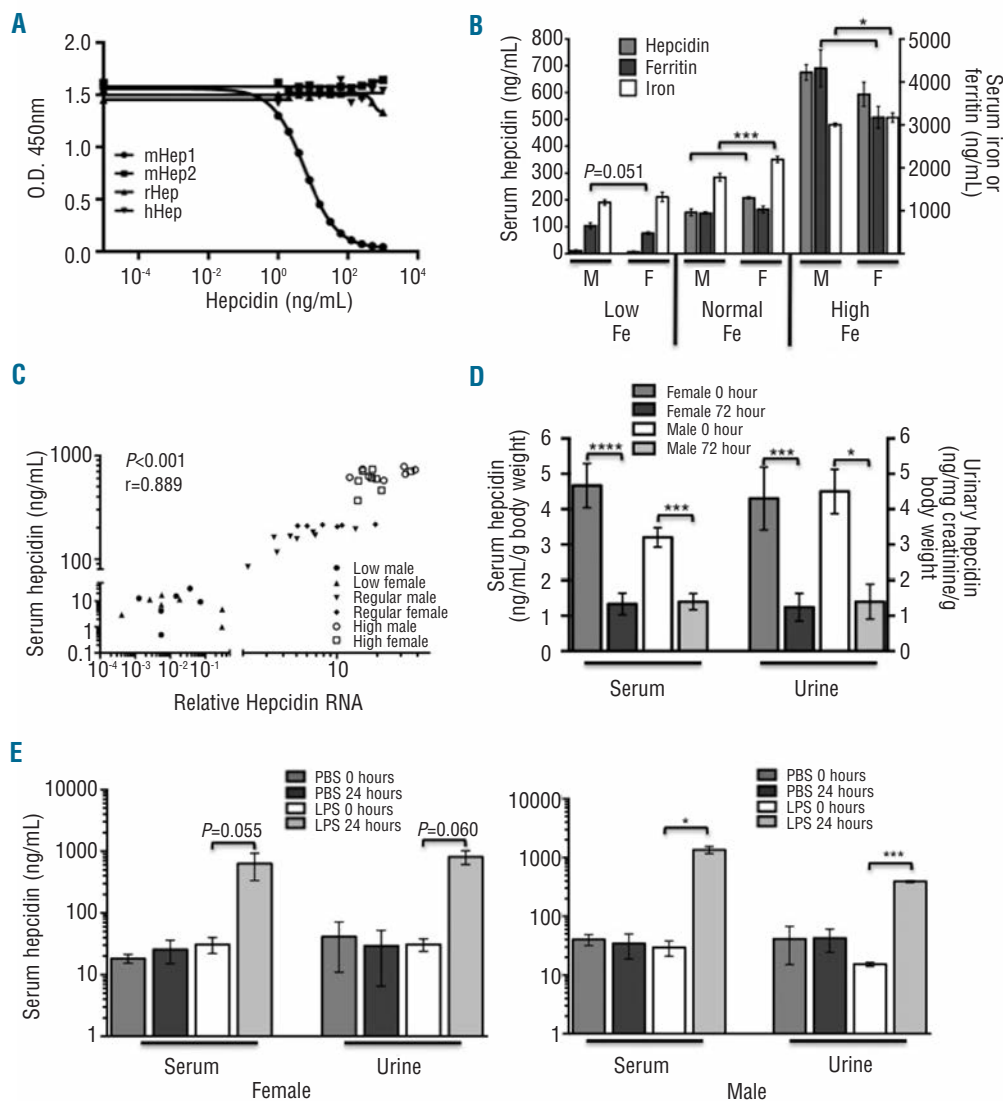 A
2.0
1.5
1.0
0.5
0.0
O.D. 450nm
mHep1
mHep2
rHep
hHep
10⁻⁴ 10⁻² 10⁰ 10² 10⁴
Hepcidin (ng/mL)
B
800
700
600
500
400
300
200
100
0
Serum hepcidin (ng/mL)
Hepcidin
Ferritin
Iron
P=0.051
***
*
5000
4000
3000
2000
1000
Serum iron or
ferritin (ng/mL)
M F M F M F
Low
Fe
Normal
Fe
High
Fe
C
Serum hepcidin (ng/mL)
1000
100
10
1
0.1
P<0.001
r=0.889
Low male
Low female
Regular male
Regular female
High male
High female
10⁻⁴ 10⁻³ 10⁻² 10⁻¹ 10
Relative Hepcidin RNA
D
Female 0 hour
Female 72 hour
Male 0 hour
Male 72 hour
Serum hepcidin
(ng/mL/g body weight)
6
5
4
3
2
1
0
****
***
***
*
6
5
4
3
2
1
0
Urinary hepcidin
(ng/mg creatinine/g
body weight
Serum Urine
E
Serum hepcidin (ng/mL)
10000
1000
100
10
1
PBS 0 hours
PBS 24 hours
LPS 0 hours
LPS 24 hours
P=0.055
P=0.060
Serum Urine
Female
10000
1000
100
10
1
PBS 0 hours
PBS 24 hours
LPS 0 hours
LPS 24 hours
*
***
Serum Urine
Male